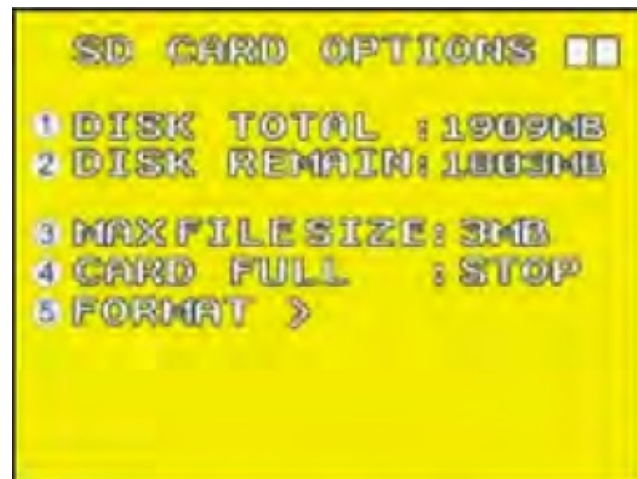 SD CARD OPTIONS
1 DISK TOTAL :1909MB
2 DISK REMAIN:
3 MAX FILE SIZE: 3MB
4 CARD FULL :STOP
5 FORMAT >